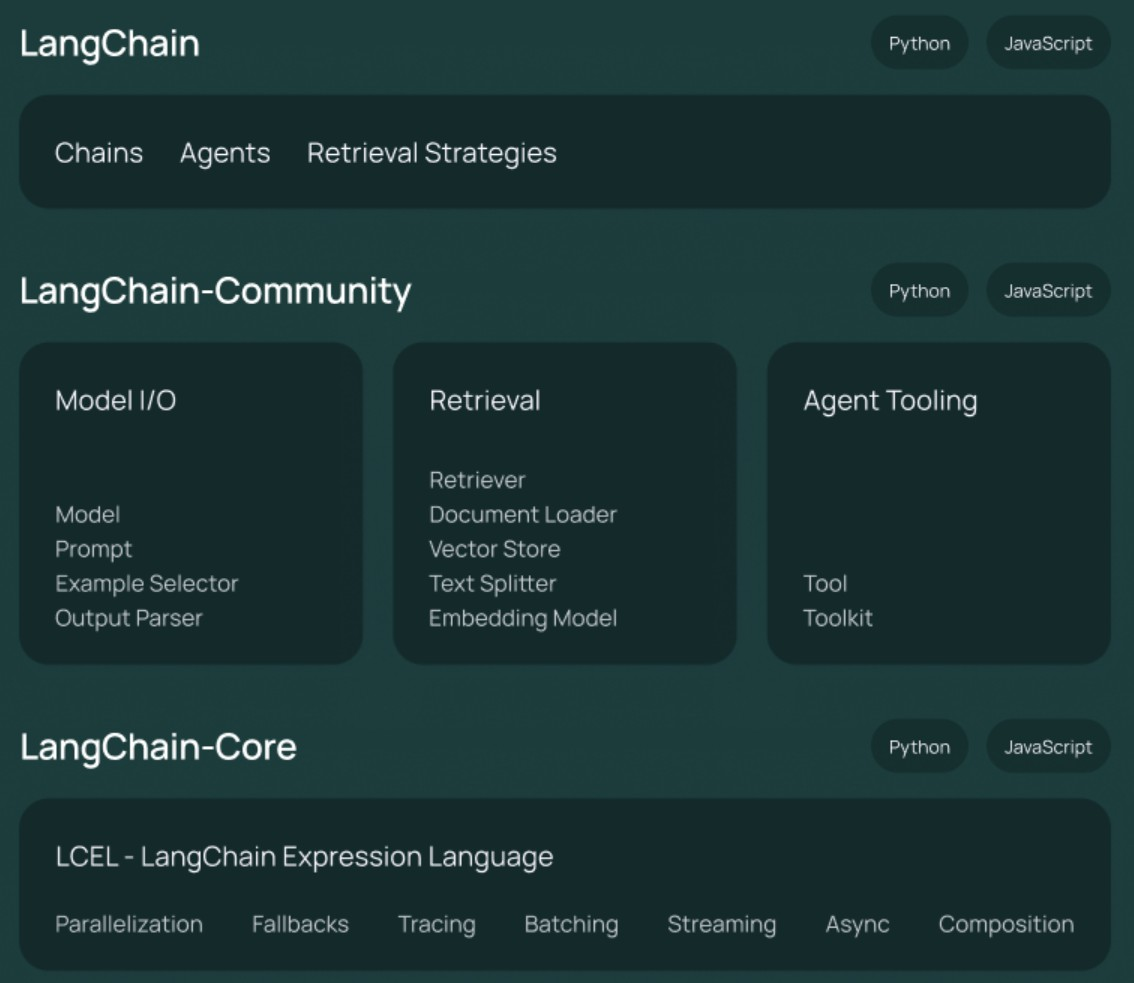 LangChain
Python JavaScript
Chains Agents Retrieval Strategies
LangChain-Community
Python JavaScript
Model I/O
Model
Prompt
Example Selector
Output Parser
Retrieval
Retriever
Document Loader
Vector Store
Text Splitter
Embedding Model
Agent Tooling
Tool
Toolkit
LangChain-Core
Python JavaScript
LCEL - LangChain Expression Language
Parallelization Fallbacks Tracing Batching Streaming Async Composition